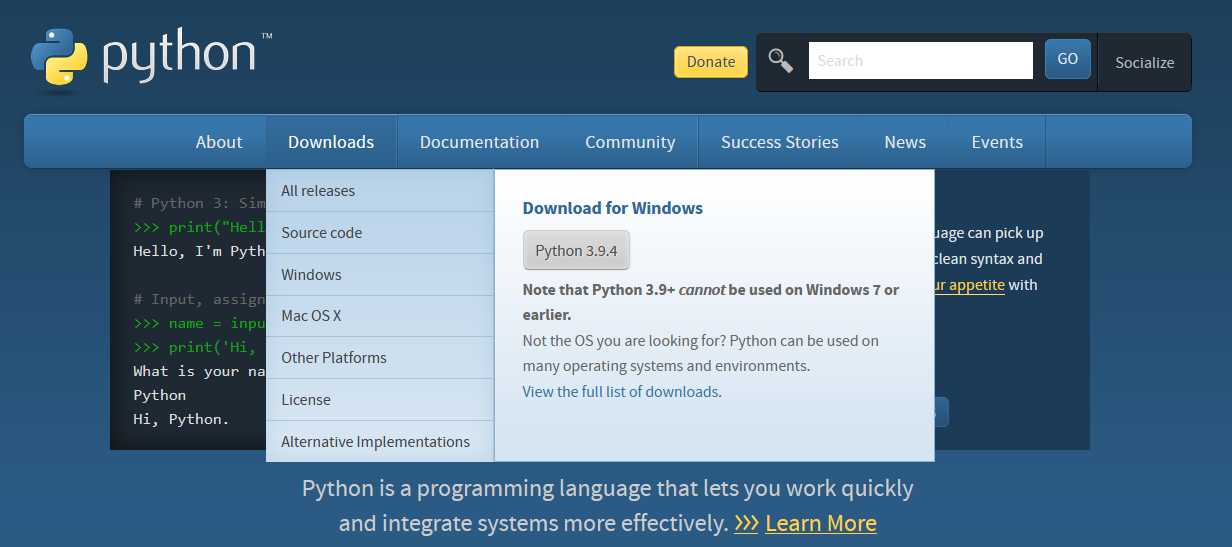 python™
Donate
Search
GO
Socialize
About
Downloads
Documentation
Community
Success Stories
News
Events
# Python 3: Sim
>>> print("Hell
Hello, I'm Pyth
# Input, assign
>>> name = inpu
>>> print('Hi,
What is your na
Python
Hi, Python.
All releases
Source code
Windows
Mac OS X
Other Platforms
License
Alternative Implementations
Download for Windows
Python 3.9.4
Note that Python 3.9+ cannot be used on Windows 7 or
earlier.
Not the OS you are looking for? Python can be used on
many operating systems and environments.
View the full list of downloads.
uage can pick up
clean syntax and
ur appetite with
Python is a programming language that lets you work quickly
and integrate systems more effectively. >>> Learn More